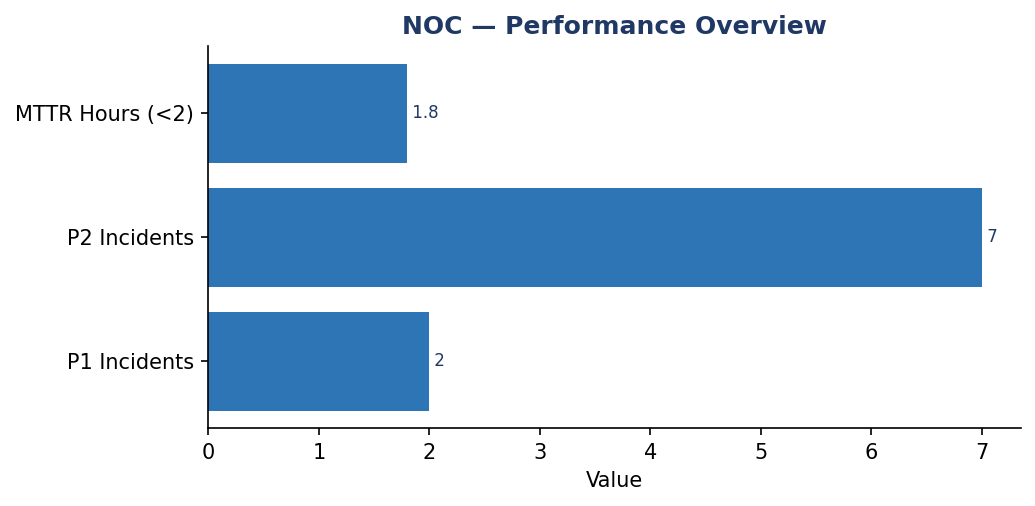 NOC — Performance Overview
MTTR Hours (<2)
1.8
P2 Incidents
7
P1 Incidents
2
0 1 2 3 4 5 6 7
Value